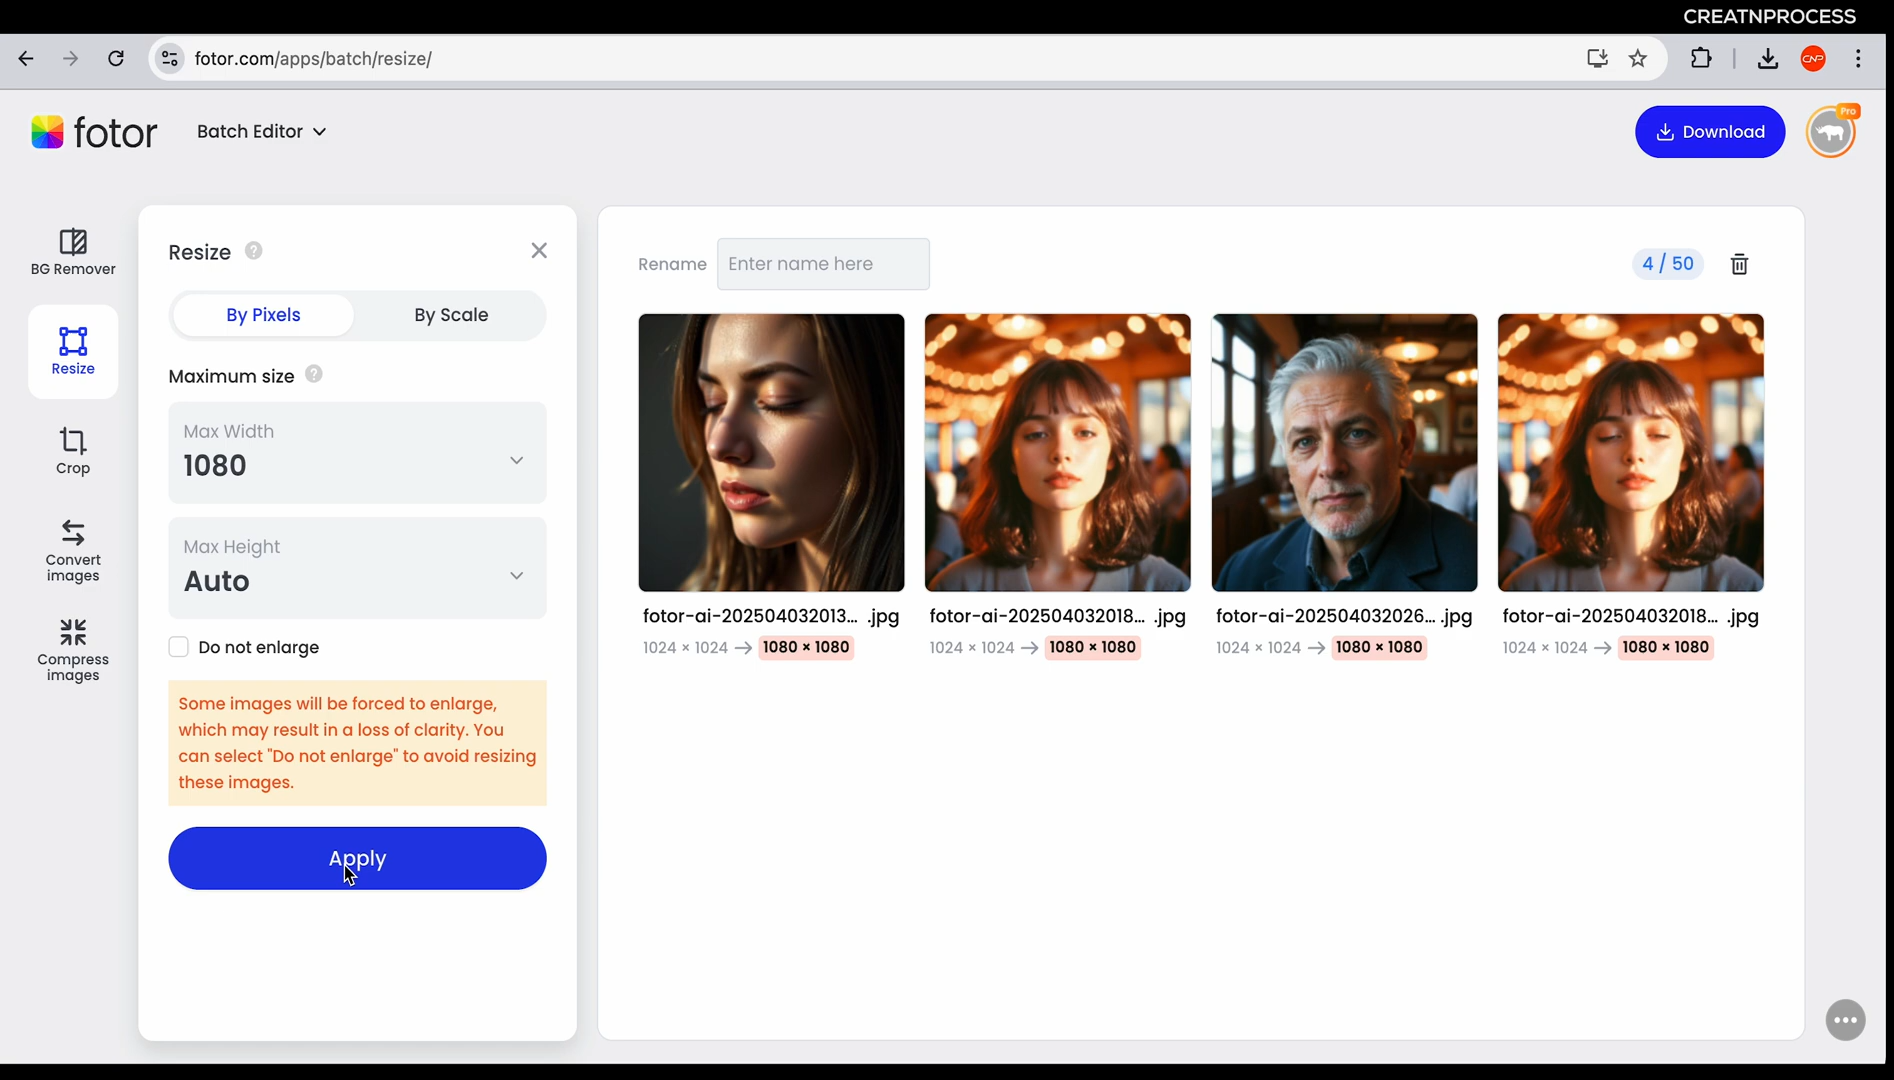 CREATNPROCESS
fotor.com/apps/batch/resize/
CNP
fotor
Batch Editor
Download
Pro
BG Remover
Resize
Crop
Convert
images
Compress
images
Resize ?
By Pixels By Scale
Maximum size ?
Max Width
1080
Max Height
Auto
Do not enlarge
Some images will be forced to enlarge,
which may result in a loss of clarity. You
can select "Do not enlarge" to avoid resizing
these images.
Apply
Rename Enter name here 4 / 50
fotor-ai-202504032013... .jpg fotor-ai-202504032018... .jpg fotor-ai-202504032026... .jpg fotor-ai-202504032018... .jpg
1024 × 1024 → 1080 × 1080 1024 × 1024 → 1080 × 1080 1024 × 1024 → 1080 × 1080 1024 × 1024 → 1080 × 1080